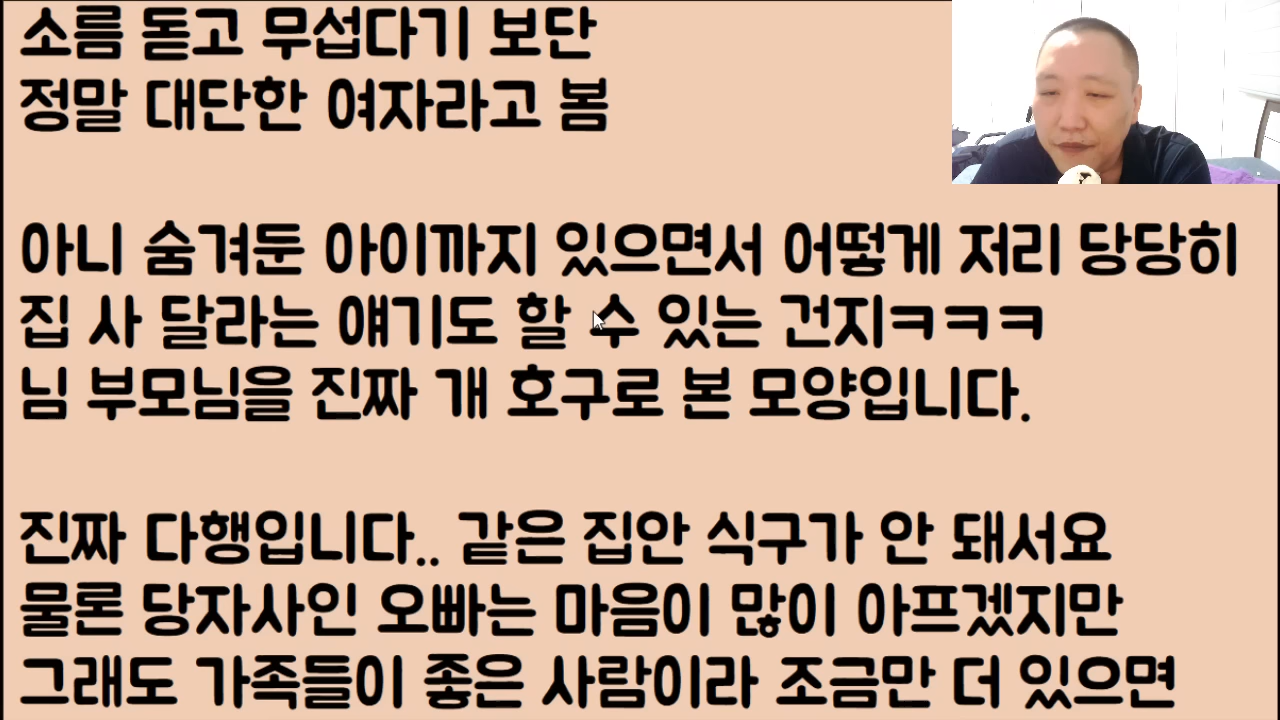 소름 돋고 무섭다기 보단
정말 대단한 여자라고 봄
아니 숨겨둔 아이까지 있으면서 어떻게 저리 당당히
집 사 달라는 얘기도 할 수 있는 건지ㅋㅋㅋ
님 부모님을 진짜 개 호구로 본 모양입니다.
진짜 다행입니다.. 같은 집안 식구가 안 돼서요
물론 당자사인 오빠는 마음이 많이 아프겠지만
그래도 가족들이 좋은 사람이라 조금만 더 있으면